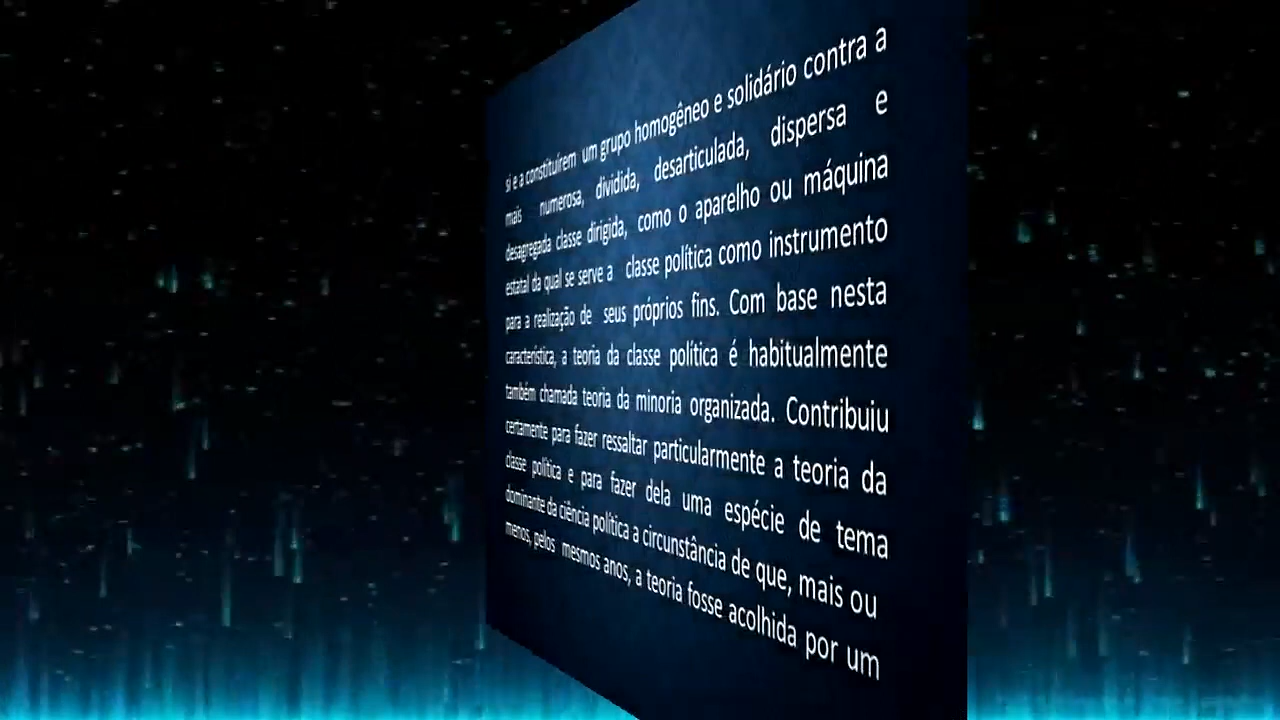 si e a constituírem um grupo homogêneo e solidário contra a
mais numerosa, dividida, desarticulada, dispersa e
desagregada classe dirigida, como o aparelho ou máquina
estatal da qual se serve a classe política como instrumento
para a realização de seus próprios fins. Com base nesta
característica, a teoria da classe política é habitualmente
também chamada teoria da minoria organizada. Contribuiu
certamente para fazer ressaltar particularmente a teoria da
classe política e para fazer dela uma espécie de tema
dominante da ciência política a circunstância de que, mais ou
menos, pelos mesmos anos, a teoria fosse acolhida por um